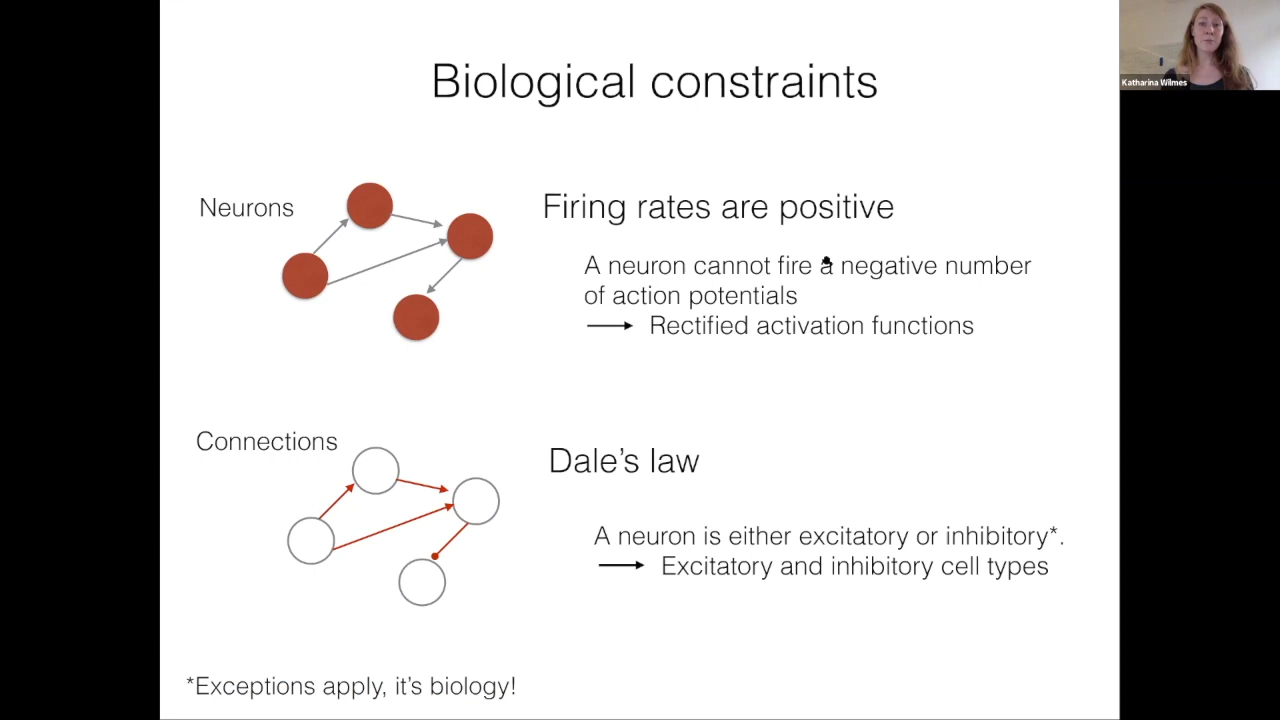 Biological constraints
Katharina Wilmes
Neurons
Firing rates are positive
A neuron cannot fire a negative number
of action potentials
Rectified activation functions
Connections
Dale’s law
A neuron is either excitatory or inhibitory*.
Excitatory and inhibitory cell types
*Exceptions apply, it’s biology!